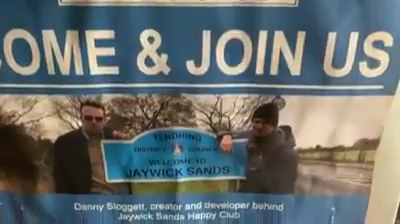 OME & JOIN US
TENDRING
DISTRICT COUNCIL
WELCOME TO
JAYWICK SANDS
Danny Sloggett, creator and developer behind
Jaywick Sands Happy Club